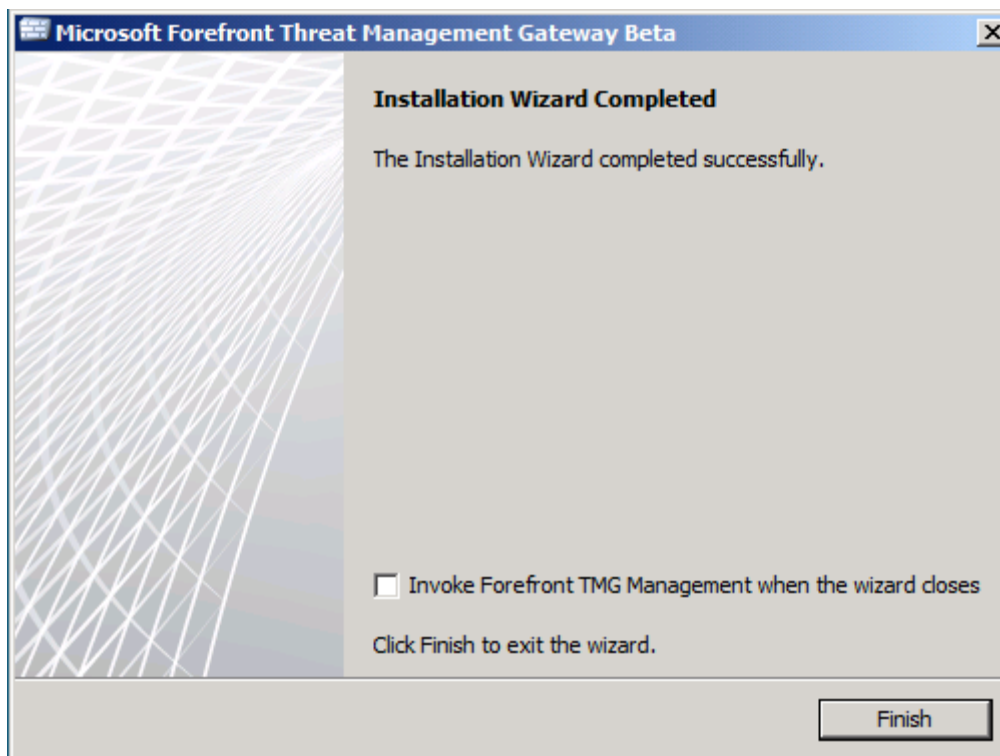 Microsoft Forefront Threat Management Gateway Beta
Installation Wizard Completed
The Installation Wizard completed successfully.
Invoke Forefront TMG Management when the wizard closes
Click Finish to exit the wizard.
Finish